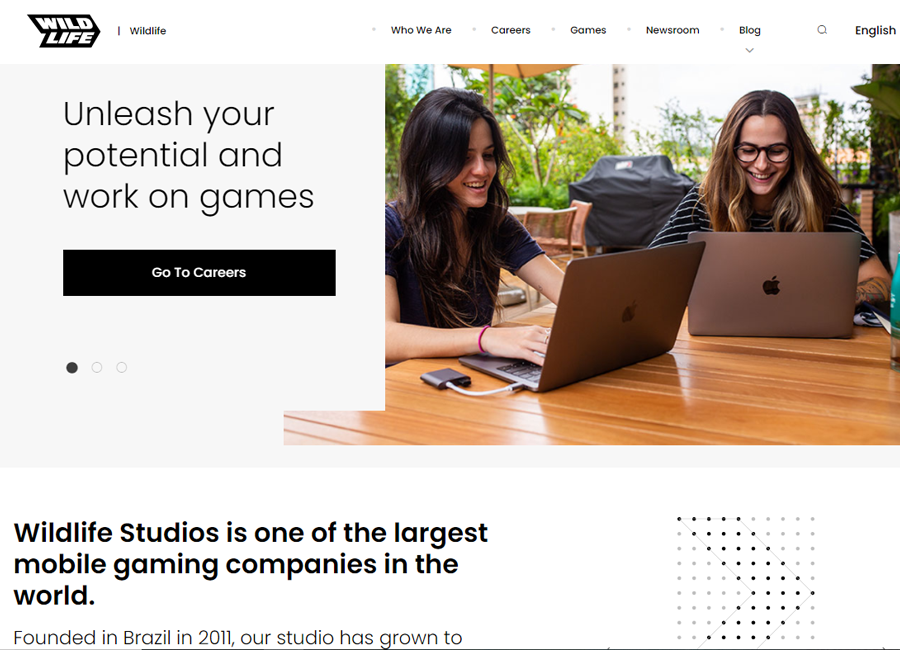 WILD
LIFE
| Wildlife
Who We Are
Careers
Games
Newsroom
Blog
English
Unleash your
potential and
work on games
Go To Careers
Wildlife Studios is one of the largest
mobile gaming companies in the
world.
Founded in Brazil in 2011, our studio has grown to